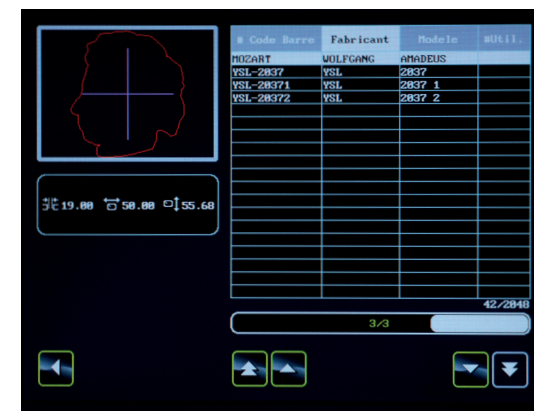 # Code Barre Fabricant Modele #Util.
MOZART WOLFGANG AMADEUS
YSL-2037 YSL 2037
YSL-20371 YSL 2037 1
YSL-20372 YSL 2037 2
19.00 50.00 55.68
42/2048
3/3